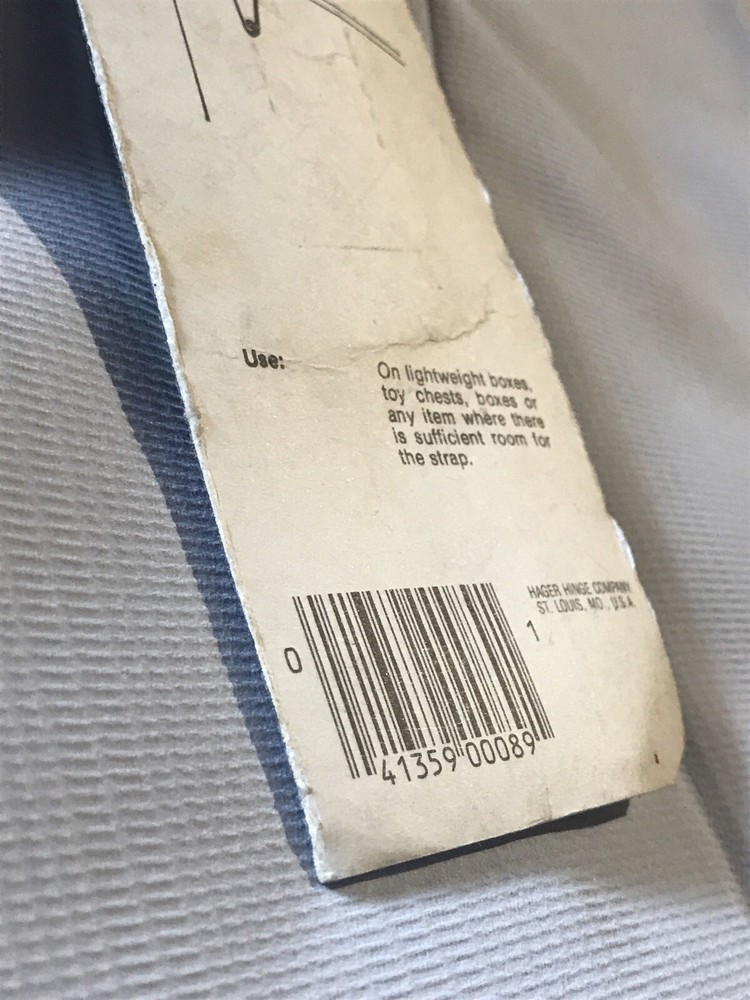 Use:
On lightweight boxes,
toy chests, boxes or
any item where there
is sufficient room for
the strap.
HAGER HINGE COMPANY
ST. LOUIS, MO., U.S.A.
0 41359 00089 1